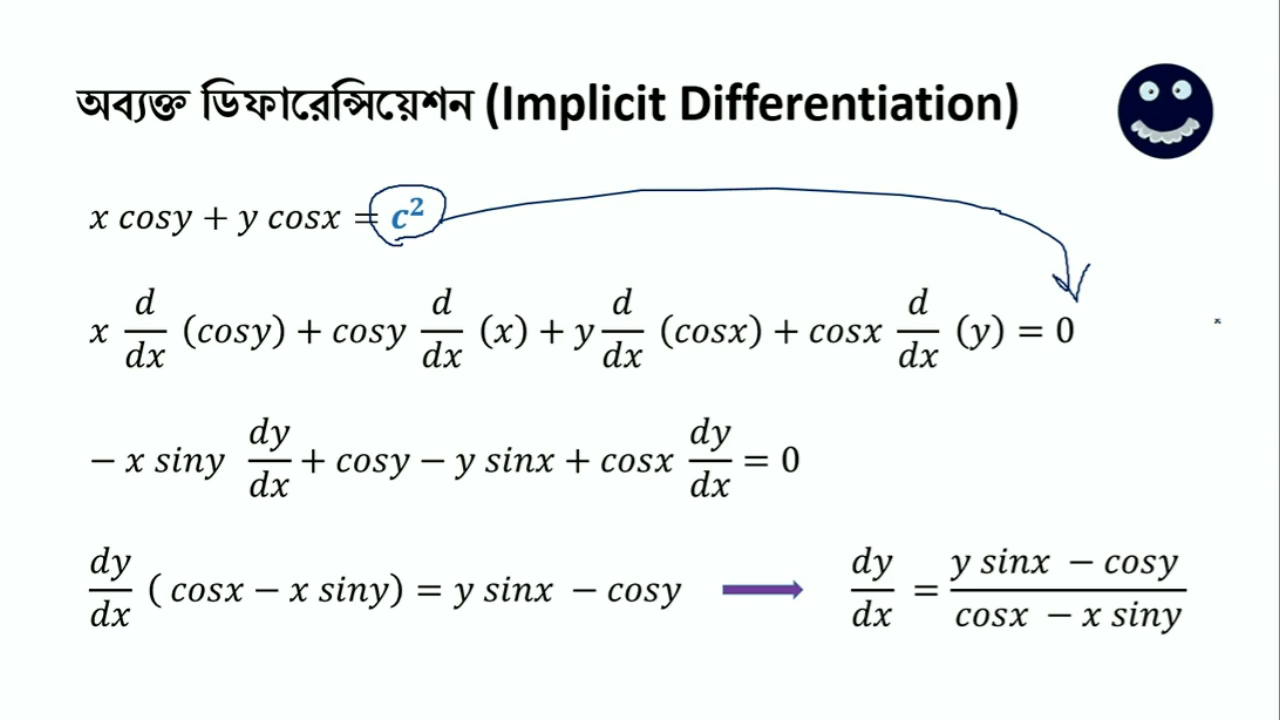 অব্যক্ত ডিফারেন্সিয়েশন (Implicit Differentiation)
x cosy + y cosx = c²
x d/dx (cosy) + cosy d/dx (x) + y d/dx (cosx) + cosx d/dx (y) = 0
− x siny dy/dx + cosy − y sinx + cosx dy/dx = 0
dy/dx ( cosx − x siny) = y sinx − cosy ⟶ dy/dx = (y sinx − cosy)/(cosx − x siny)